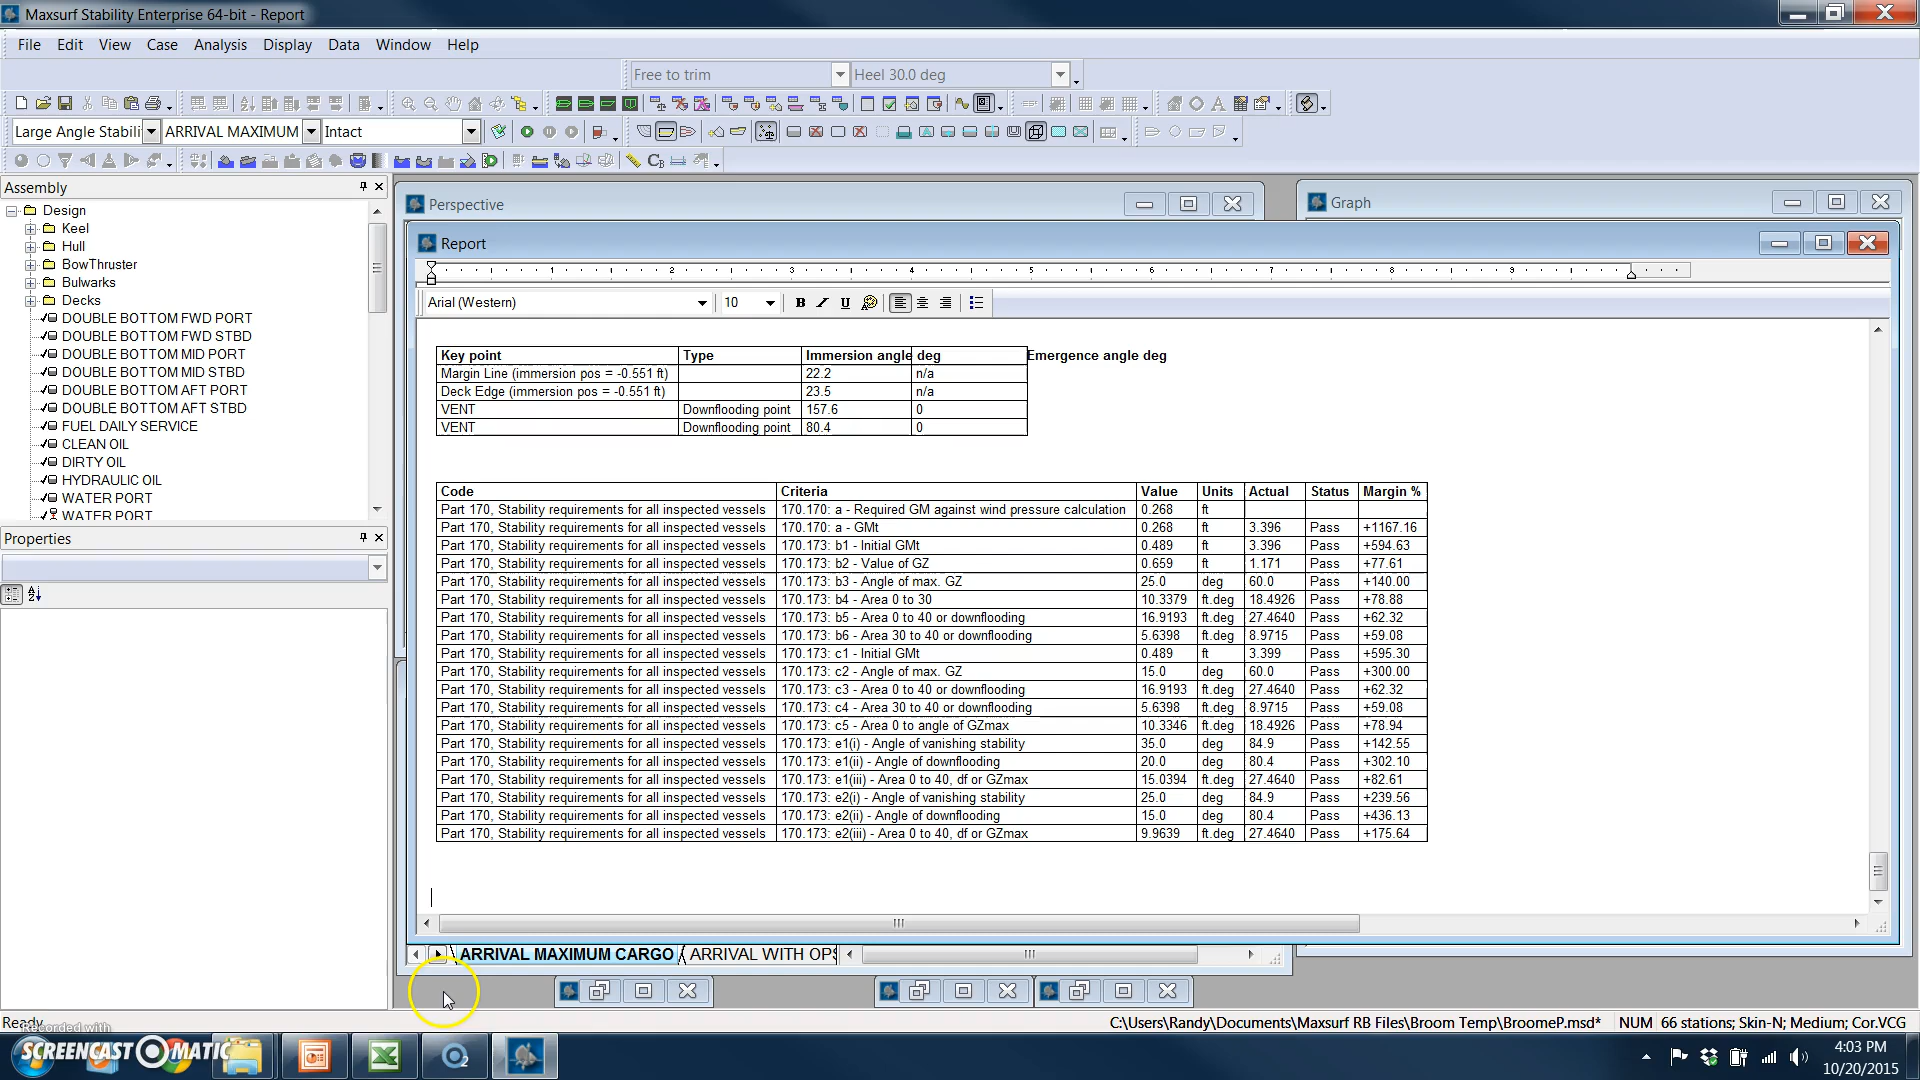 Maxsurf Stability Enterprise 64-bit - Report
File Edit View Case Analysis Display Data Window Help
Free to trim Heel 30.0 deg
Large Angle Stabili ARRIVAL MAXIMUM Intact
Assembly
Design
Keel
Hull
BowThruster
Bulwarks
Decks
DOUBLE BOTTOM FWD PORT
DOUBLE BOTTOM FWD STBD
DOUBLE BOTTOM MID PORT
DOUBLE BOTTOM MID STBD
DOUBLE BOTTOM AFT PORT
DOUBLE BOTTOM AFT STBD
FUEL DAILY SERVICE
CLEAN OIL
DIRTY OIL
HYDRAULIC OIL
WATER PORT
WATER PORT
Properties
Perspective
Graph
Report
1 2 3 4 5 6 7 8 9
Arial (Western) 10 B I U
Key point Type Immersion angle deg Emergence angle deg
Margin Line (immersion pos = -0.551 ft) 22.2 n/a
Deck Edge (immersion pos = -0.551 ft) 23.5 n/a
VENT Downflooding point 157.6 0
VENT Downflooding point 80.4 0
Code Criteria Value Units Actual Status Margin %
Part 170, Stability requirements for all inspected vessels 170.170: a - Required GM against wind pressure calculation 0.268 ft
Part 170, Stability requirements for all inspected vessels 170.170: a - GMt 0.268 ft 3.396 Pass +1167.16
Part 170, Stability requirements for all inspected vessels 170.173: b1 - Initial GMt 0.489 ft 3.396 Pass +594.63
Part 170, Stability requirements for all inspected vessels 170.173: b2 - Value of GZ 0.659 ft 1.171 Pass +77.61
Part 170, Stability requirements for all inspected vessels 170.173: b3 - Angle of max. GZ 25.0 deg 60.0 Pass +140.00
Part 170, Stability requirements for all inspected vessels 170.173: b4 - Area 0 to 30 10.3379 ft.deg 18.4926 Pass +78.88
Part 170, Stability requirements for all inspected vessels 170.173: b5 - Area 0 to 40 or downflooding 16.9193 ft.deg 27.4640 Pass +62.32
Part 170, Stability requirements for all inspected vessels 170.173: b6 - Area 30 to 40 or downflooding 5.6398 ft.deg 8.9715 Pass +59.08
Part 170, Stability requirements for all inspected vessels 170.173: c1 - Initial GMt 0.489 ft 3.399 Pass +595.30
Part 170, Stability requirements for all inspected vessels 170.173: c2 - Angle of max. GZ 15.0 deg 60.0 Pass +300.00
Part 170, Stability requirements for all inspected vessels 170.173: c3 - Area 0 to 40 or downflooding 16.9193 ft.deg 27.4640 Pass +62.32
Part 170, Stability requirements for all inspected vessels 170.173: c4 - Area 30 to 40 or downflooding 5.6398 ft.deg 8.9715 Pass +59.08
Part 170, Stability requirements for all inspected vessels 170.173: c5 - Area 0 to angle of GZmax 10.3346 ft.deg 18.4926 Pass +78.94
Part 170, Stability requirements for all inspected vessels 170.173: e1(i) - Angle of vanishing stability 35.0 deg 84.9 Pass +142.55
Part 170, Stability requirements for all inspected vessels 170.173: e1(ii) - Angle of downflooding 20.0 deg 80.4 Pass +302.10
Part 170, Stability requirements for all inspected vessels 170.173: e1(iii) - Area 0 to 40, df or GZmax 15.0394 ft.deg 27.4640 Pass +82.61
Part 170, Stability requirements for all inspected vessels 170.173: e2(i) - Angle of vanishing stability 25.0 deg 84.9 Pass +239.56
Part 170, Stability requirements for all inspected vessels 170.173: e2(ii) - Angle of downflooding 15.0 deg 80.4 Pass +436.13
Part 170, Stability requirements for all inspected vessels 170.173: e2(iii) - Area 0 to 40, df or GZmax 9.9639 ft.deg 27.4640 Pass +175.64
ARRIVAL MAXIMUM CARGO ARRIVAL WITH OPS
Ready C:\Users\Randy\Documents\Maxsurf RB Files\Broom Temp\BroomeP.msd* NUM 66 stations; Skin-N; Medium; Cor.VCG
Recorded with
SCREENCAST O MATIC
4:03 PM
10/20/2015